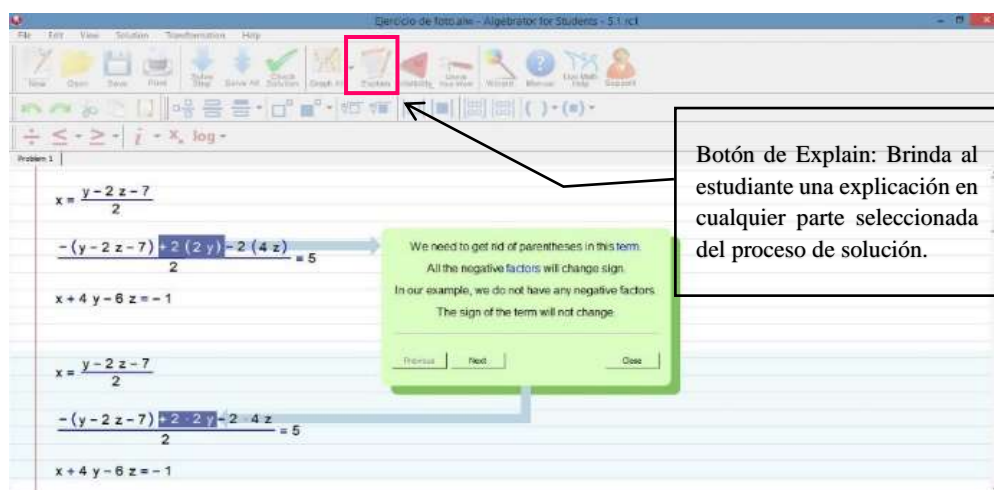 Ejercicio de foto.alw - Algebrator for Students - 5.1 rc1
File Edit View Solution Transformation Help
New Open Save Print Solve Step Solve All Check Solution Graph All Explain Wizard Manual Live Math Help Support
÷ ≤ - ≥ - i - x, log -
Problem 1
x = (y - 2 z - 7) / 2
(- (y - 2 z - 7) + 2 (2 y) - 2 (4 z)) / 2 = 5
x + 4 y - 6 z = - 1
We need to get rid of parentheses in this term.
All the negative factors will change sign.
In our example, we do not have any negative factors.
The sign of the term will not change.
Previous Next Close
x = (y - 2 z - 7) / 2
(- (y - 2 z - 7) + 2 · 2 y - 2 · 4 z) / 2 = 5
x + 4 y - 6 z = - 1
Botón de Explain: Brinda al
estudiante una explicación en
cualquier parte seleccionada
del proceso de solución.